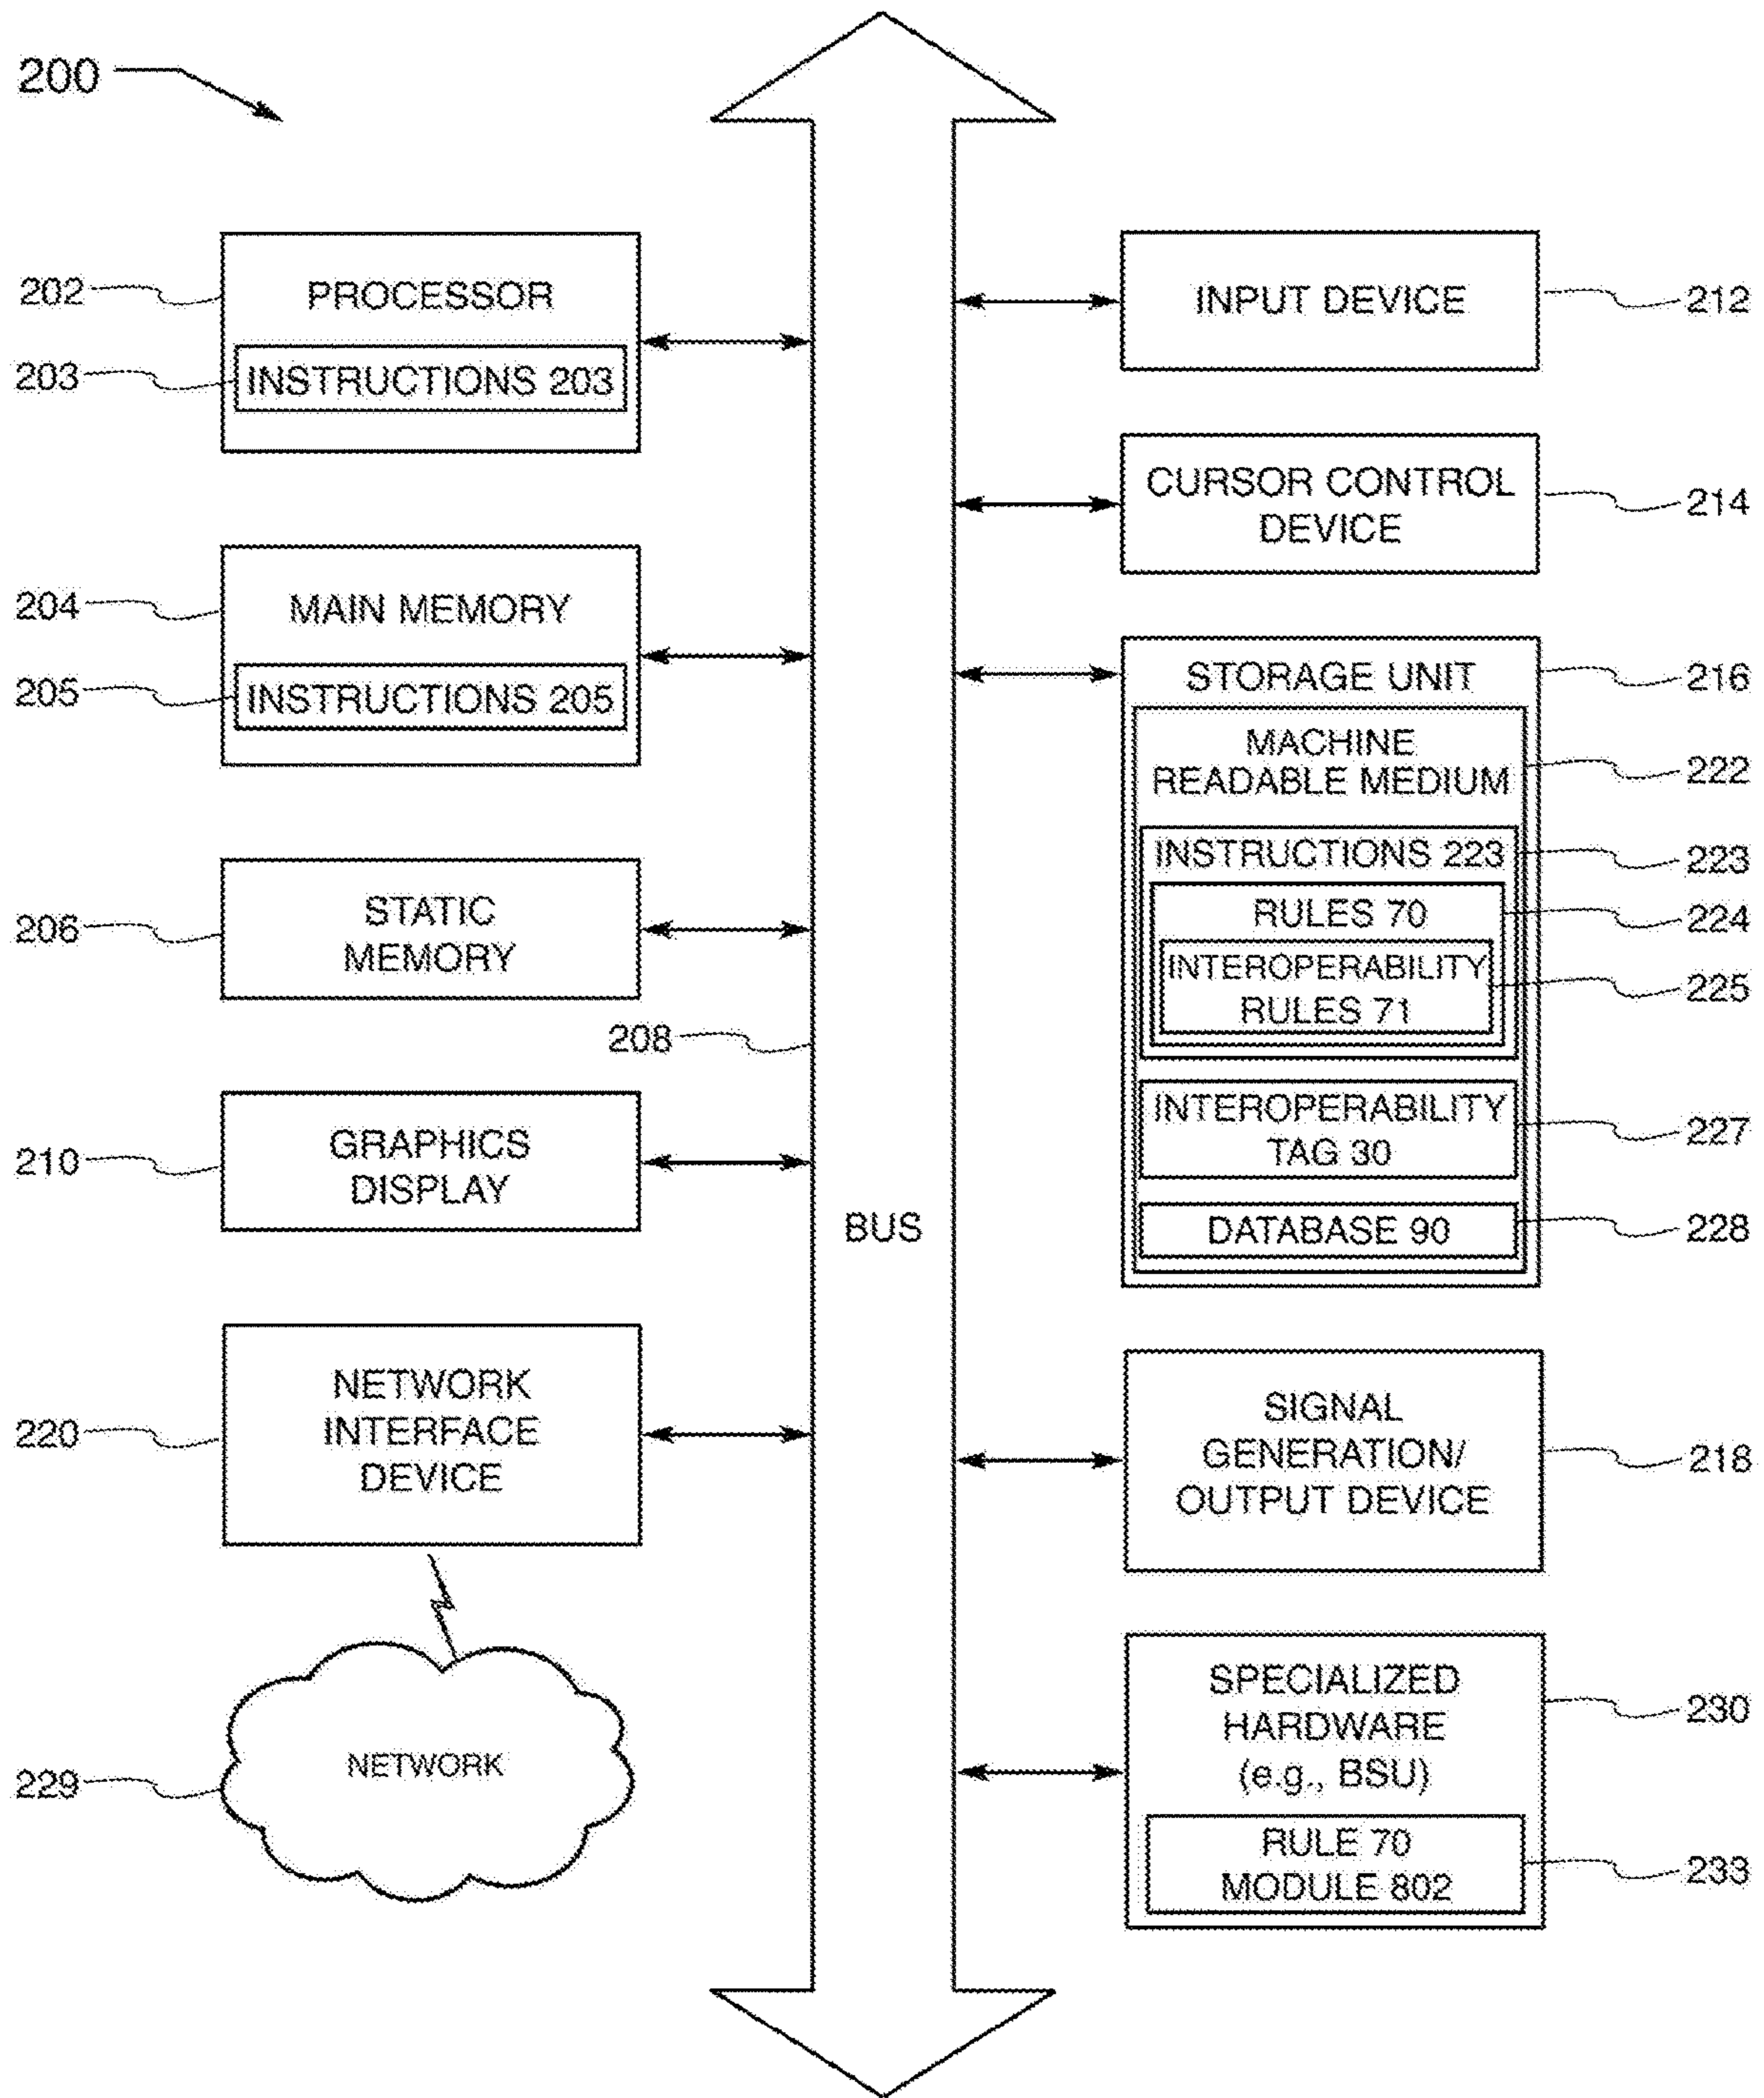 200
202
PROCESSOR
203
INSTRUCTIONS 203
204
MAIN MEMORY
205
INSTRUCTIONS 205
206
STATIC
MEMORY
208
210
GRAPHICS
DISPLAY
220
NETWORK
INTERFACE
DEVICE
229
NETWORK
BUS
INPUT DEVICE
212
CURSOR CONTROL
DEVICE
214
STORAGE UNIT
216
MACHINE
READABLE MEDIUM
222
INSTRUCTIONS 223
223
RULES 70
224
INTEROPERABILITY
RULES 71
225
INTEROPERABILITY
TAG 30
227
DATABASE 90
228
SIGNAL
GENERATION/
OUTPUT DEVICE
218
SPECIALIZED
HARDWARE
(e.g., BSU)
230
RULE 70
MODULE 802
233